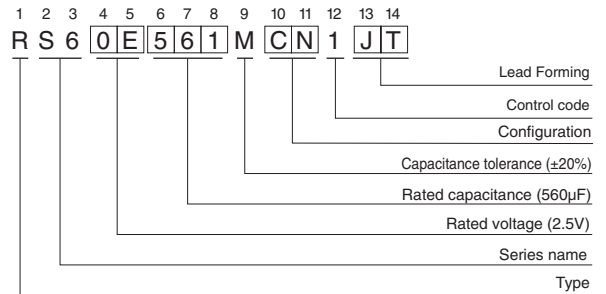 1 2 3 4 5 6 7 8 9 10 11 12 13 14
R S 6 0 E 5 6 1 M C N 1 J T
Lead Forming
Control code
Configuration
Capacitance tolerance (±20%)
Rated capacitance (560µF)
Rated voltage (2.5V)
Series name
Type